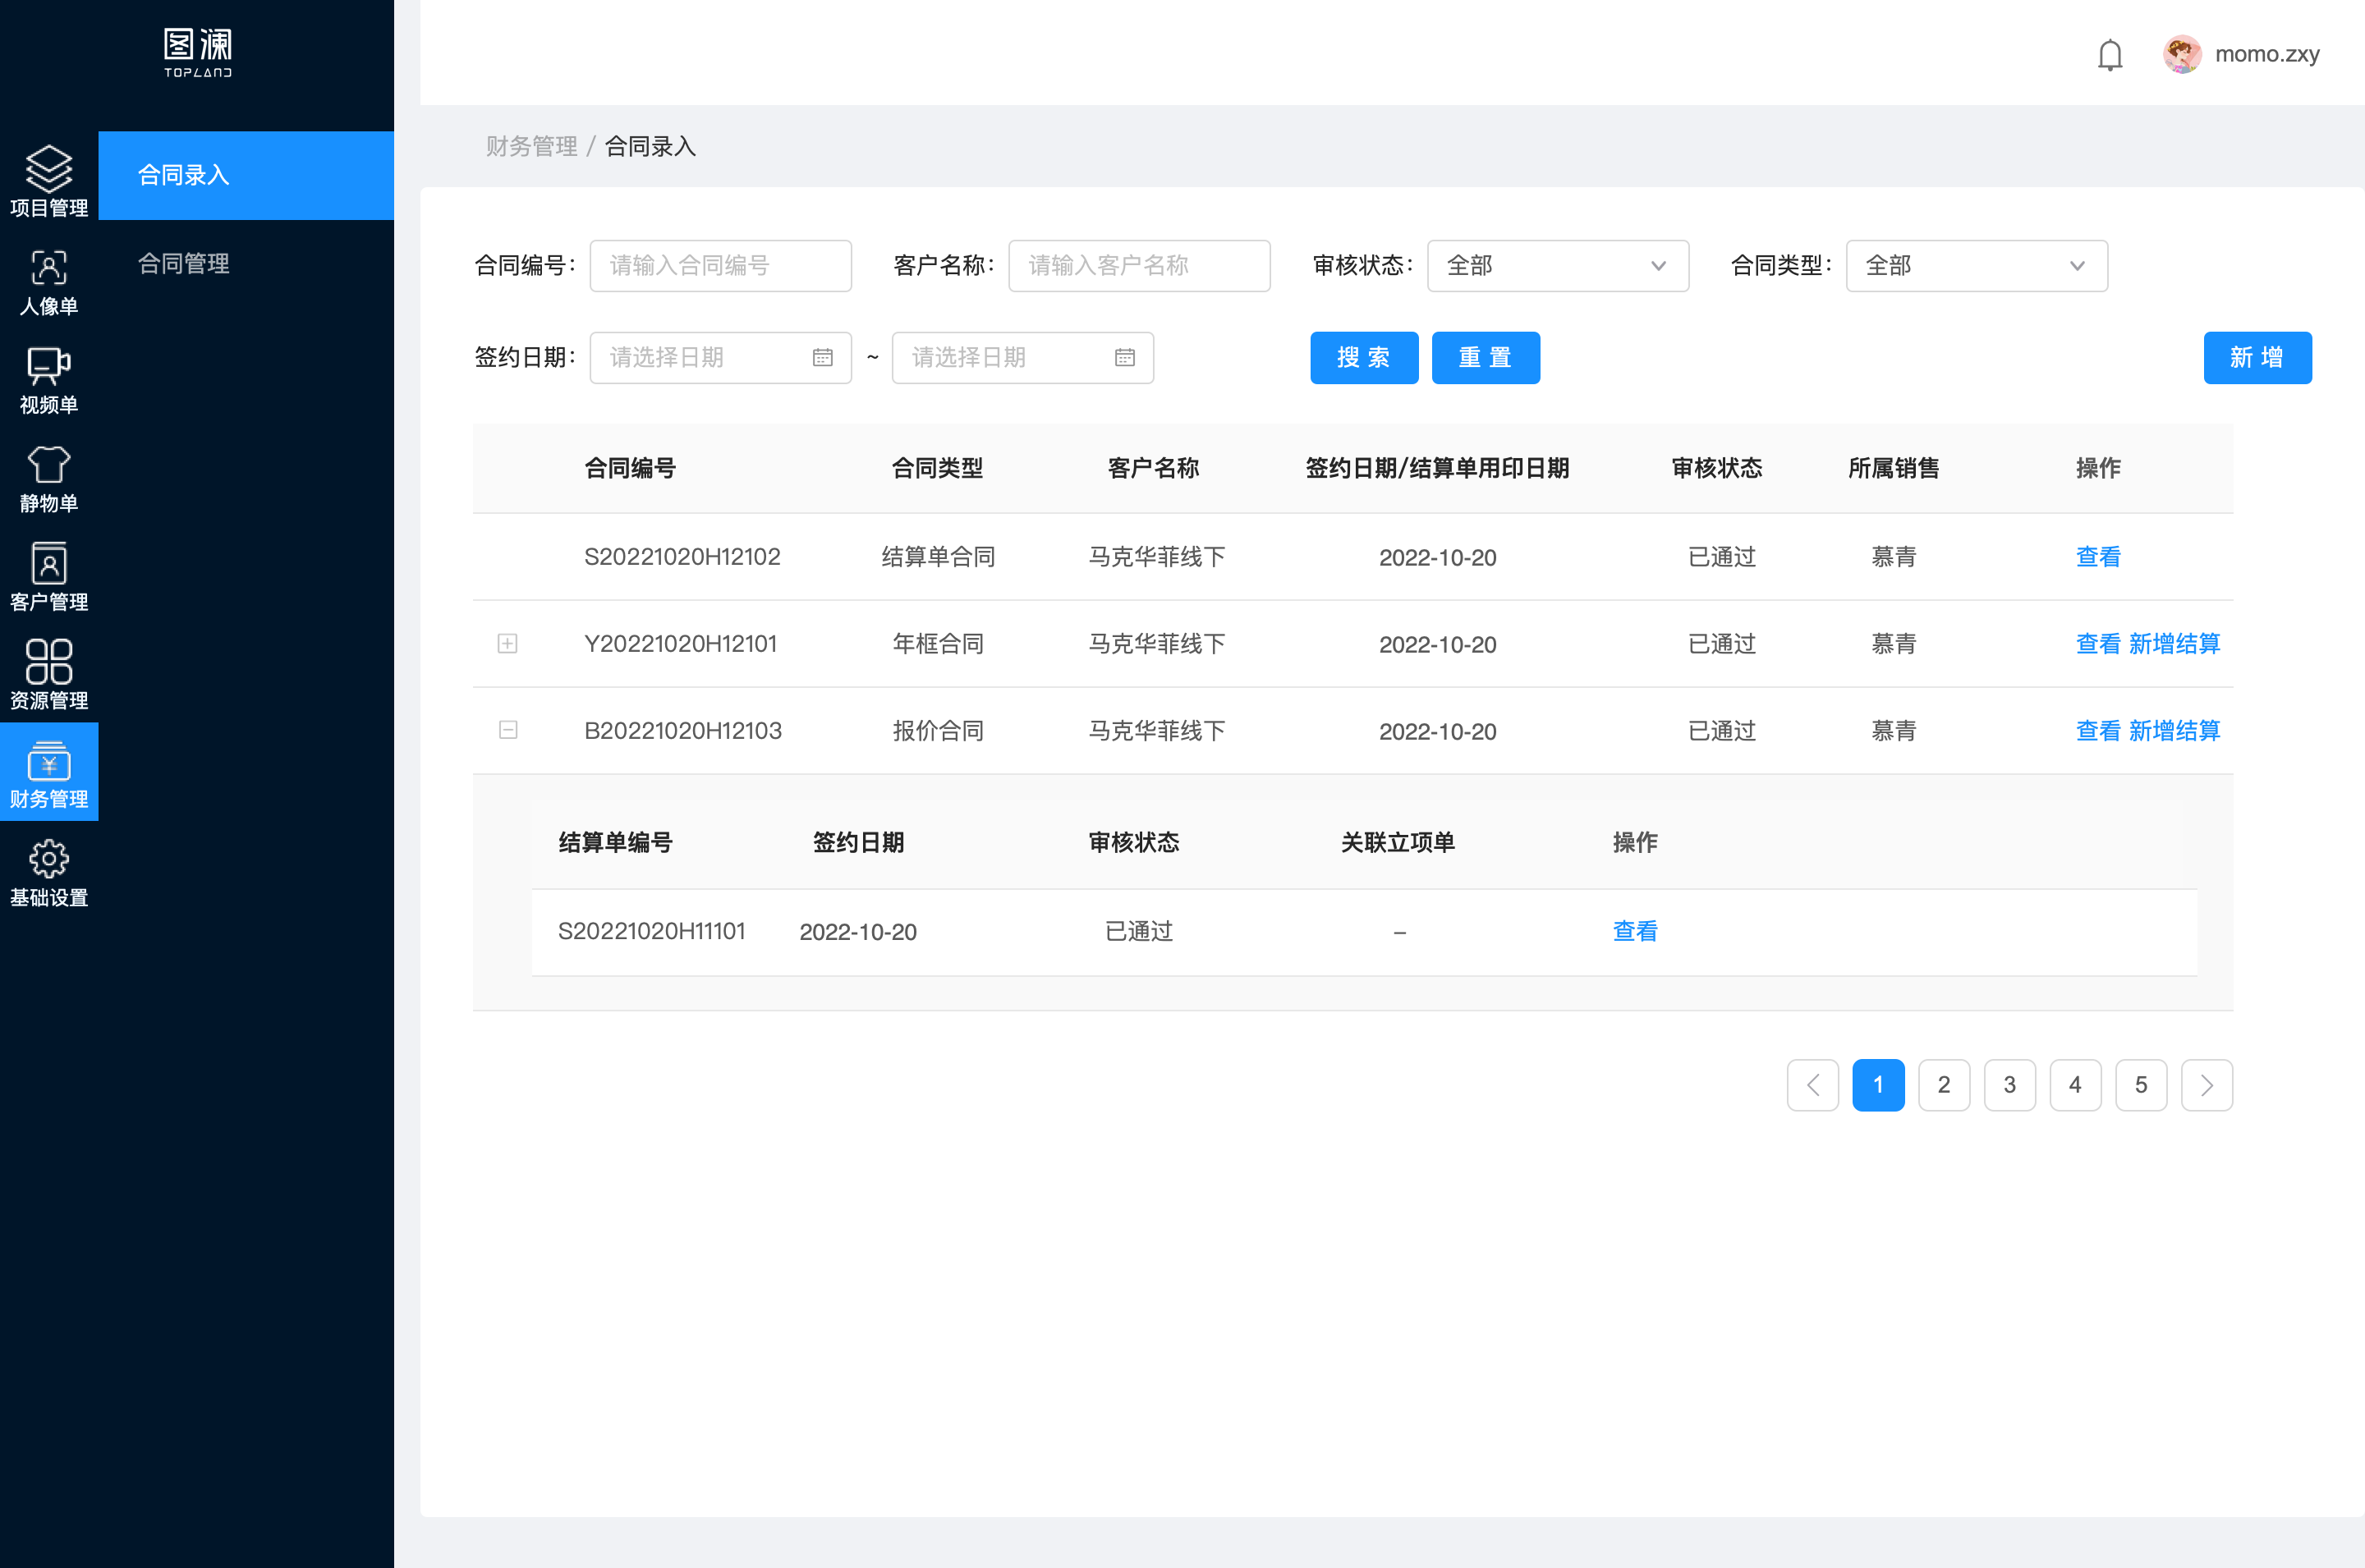 图澜
TOPLAND
momo.zxy
项目管理
人像单
视频单
静物单
客户管理
资源管理
财务管理
基础设置
合同录入
合同管理
财务管理 / 合同录入
合同编号： 请输入合同编号 客户名称： 请输入客户名称 审核状态： 全部 合同类型： 全部
签约日期： 请选择日期 ~ 请选择日期 搜 索 重 置 新 增
合同编号 合同类型 客户名称 签约日期/结算单用印日期 审核状态 所属销售 操作
S20221020H12102 结算单合同 马克华菲线下 2022-10-20 已通过 慕青 查看
Y20221020H12101 年框合同 马克华菲线下 2022-10-20 已通过 慕青 查看 新增结算
B20221020H12103 报价合同 马克华菲线下 2022-10-20 已通过 慕青 查看 新增结算
结算单编号 签约日期 审核状态 关联立项单 操作
S20221020H11101 2022-10-20 已通过 – 查看
1 2 3 4 5